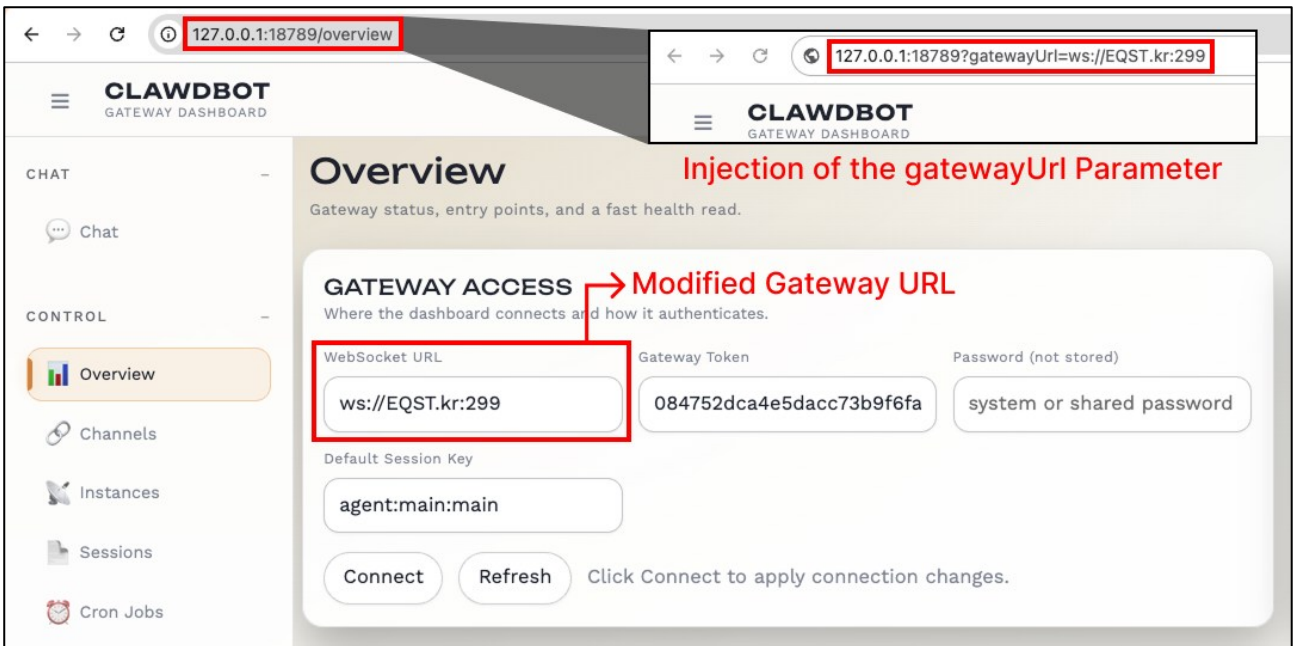 127.0.0.1:18789/overview
127.0.0.1:18789?gatewayUrl=ws://EQST.kr:299
CLAWDBOT
GATEWAY DASHBOARD
CLAWDBOT
GATEWAY DASHBOARD
Injection of the gatewayUrl Parameter
CHAT
Chat
CONTROL
Overview
Channels
Instances
Sessions
Cron Jobs
Overview
Gateway status, entry points, and a fast health read.
GATEWAY ACCESS
Modified Gateway URL
Where the dashboard connects and how it authenticates.
WebSocket URL
ws://EQST.kr:299
Gateway Token
084752dca4e5dacc73b9f6fa
Password (not stored)
system or shared password
Default Session Key
agent:main:main
Connect
Refresh
Click Connect to apply connection changes.